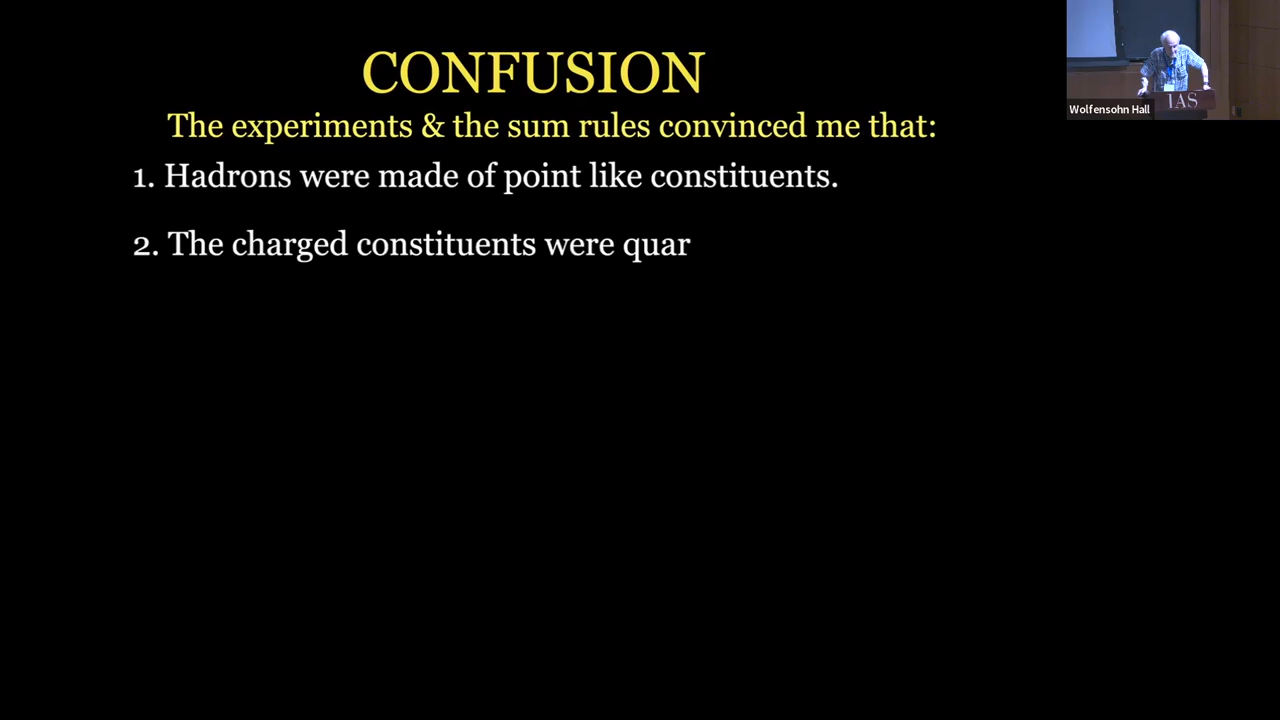 CONFUSION
The experiments & the sum rules convinced me that:
1. Hadrons were made of point like constituents.
2. The charged constituents were quar
Wolfensohn Hall
IAS